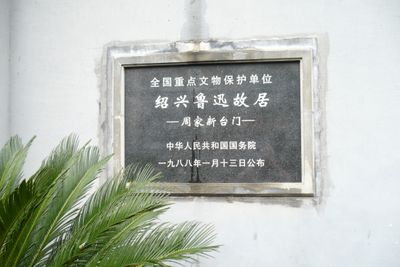 全国重点文物保护单位
绍兴鲁迅故居
—周家新台门—
中华人民共和国国务院
一九八八年一月十三日公布